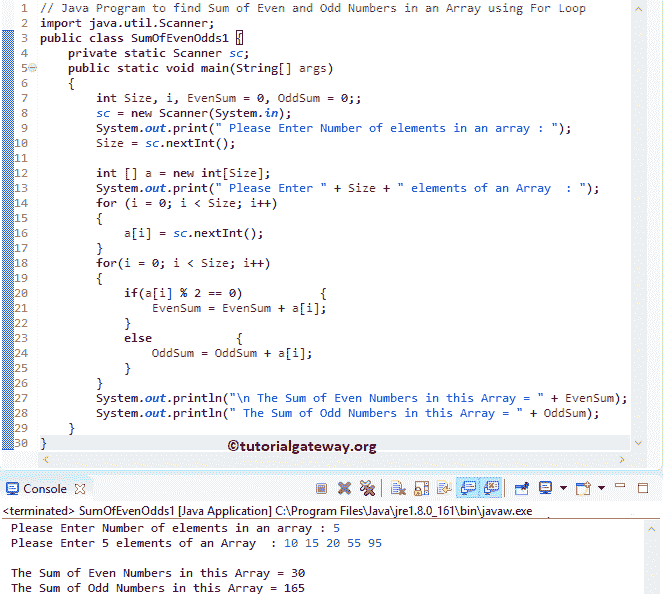 1 // Java Program to find Sum of Even and Odd Numbers in an Array using For Loop
2 import java.util.Scanner;
3 public class SumOfEvenOdds1 {
4     private static Scanner sc;
5     public static void main(String[] args)
6     {
7         int Size, i, EvenSum = 0, OddSum = 0;;
8         sc = new Scanner(System.in);
9         System.out.print(" Please Enter Number of elements in an array : ");
10         Size = sc.nextInt();
11
12         int [] a = new int[Size];
13         System.out.print(" Please Enter " + Size + " elements of an Array  : ");
14         for (i = 0; i < Size; i++)
15         {
16             a[i] = sc.nextInt();
17         }
18         for(i = 0; i < Size; i++)
19         {
20             if(a[i] % 2 == 0)           {
21                 EvenSum = EvenSum + a[i];
22             }
23             else            {
24                 OddSum = OddSum + a[i];
25             }
26         }
27         System.out.println("\n The Sum of Even Numbers in this Array = " + EvenSum);
28         System.out.println(" The Sum of Odd Numbers in this Array = " + OddSum);
29     }
30 }
©tutorialgateway.org
Console
<terminated> SumOfEvenOdds1 [Java Application] C:\Program Files\Java\jre1.8.0_161\bin\javaw.exe
Please Enter Number of elements in an array : 5
Please Enter 5 elements of an Array  : 10 15 20 55 95
The Sum of Even Numbers in this Array = 30
The Sum of Odd Numbers in this Array = 165